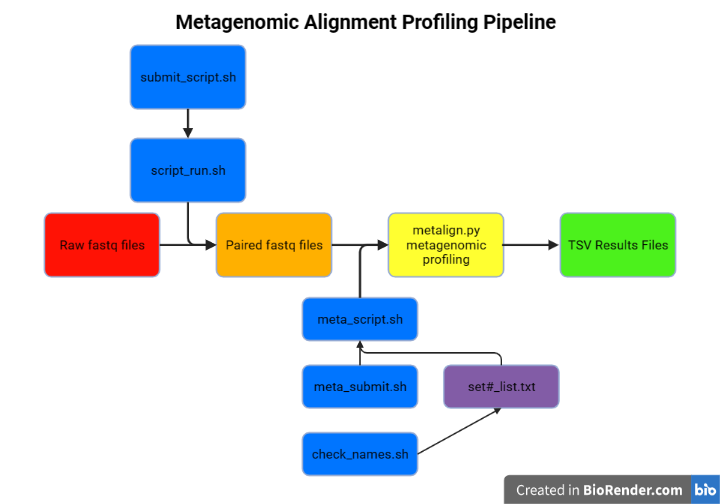 Metagenomic Alignment Profiling Pipeline
submit_script.sh
script_run.sh
Raw fastq files
Paired fastq files
metalign.py
metagenomic
profiling
TSV Results Files
meta_script.sh
meta_submit.sh
set#_list.txt
check_names.sh
Created in BioRender.com bio